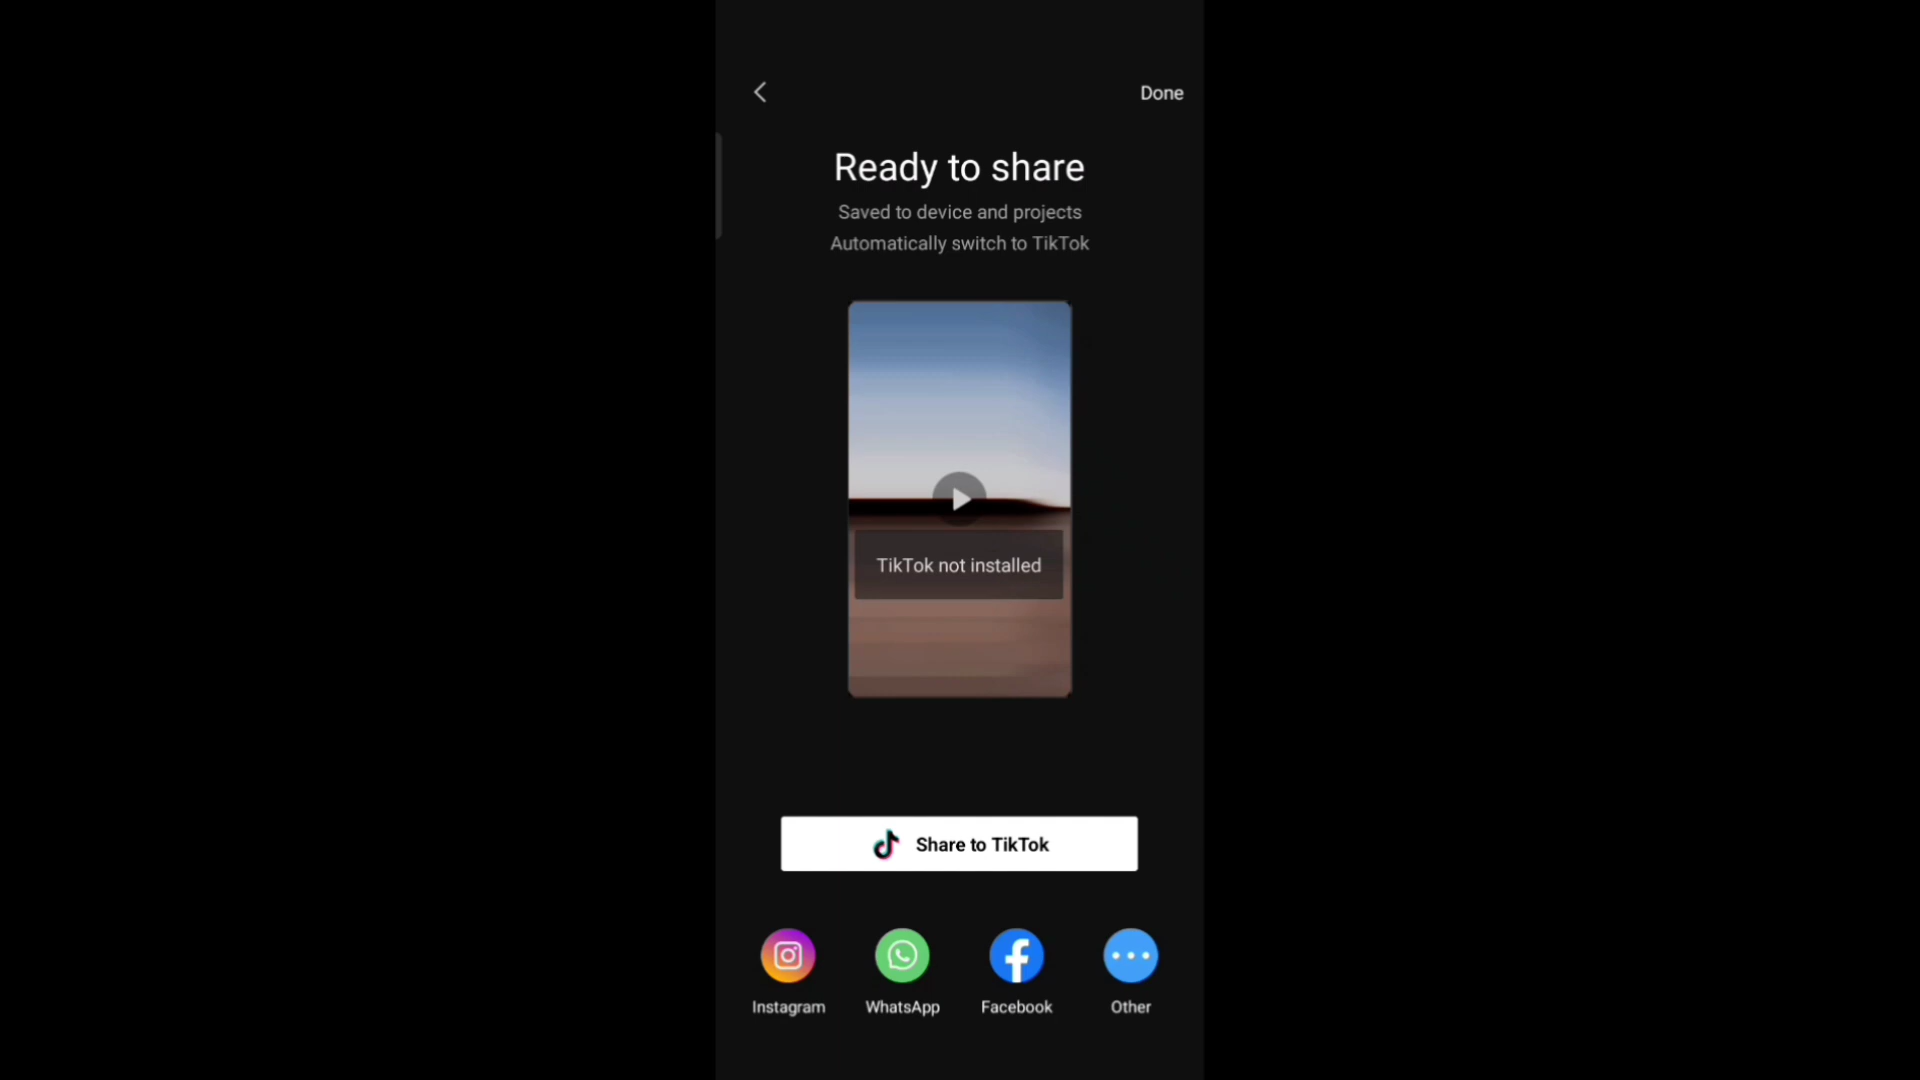 Done
Ready to share
Saved to device and projects
Automatically switch to TikTok
TikTok not installed
Share to TikTok
Instagram WhatsApp Facebook Other